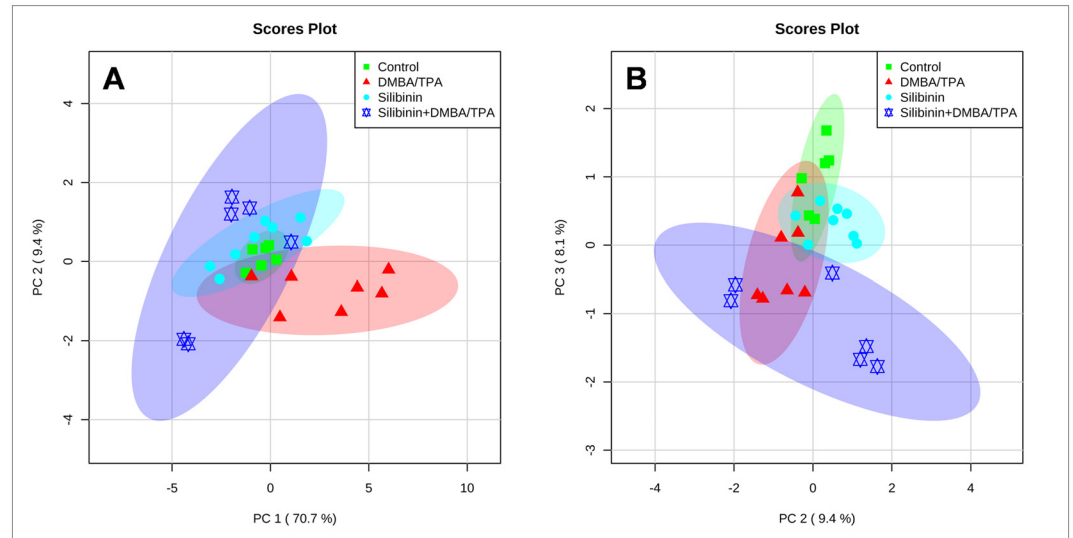 Scores Plot
A
Control
DMBA/TPA
Silibinin
Silibinin+DMBA/TPA
4
2
0
-2
-4
PC 2 ( 9.4 %)
-5
0
5
10
PC 1 ( 70.7 %)
Scores Plot
B
Control
DMBA/TPA
Silibinin
Silibinin+DMBA/TPA
2
1
0
-1
-2
-3
PC 3 ( 8.1 %)
-4
-2
0
2
4
PC 2 ( 9.4 %)